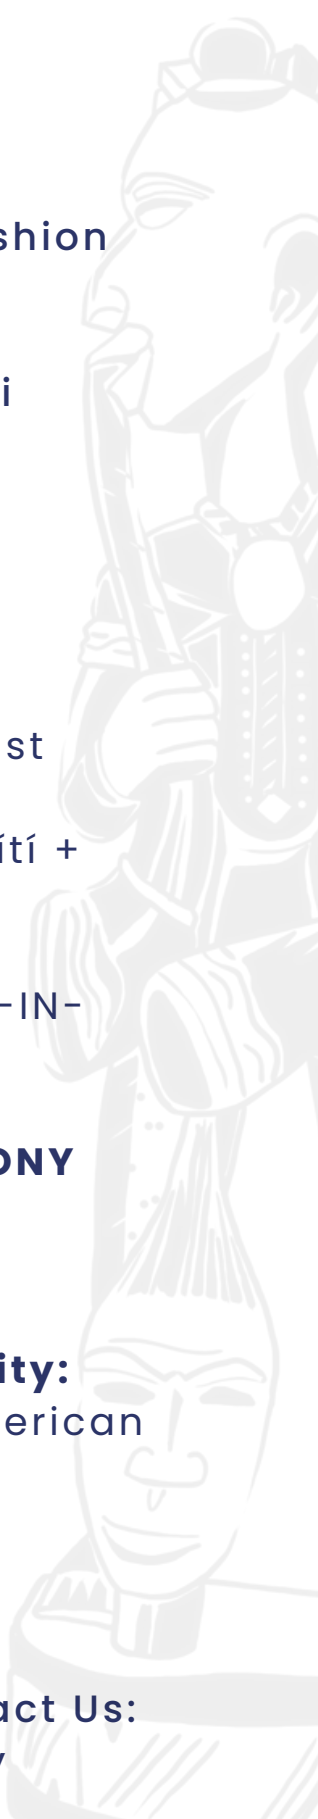 shion
i
st
ítí +
-IN-
ONY
ity:
erican
act Us:
y